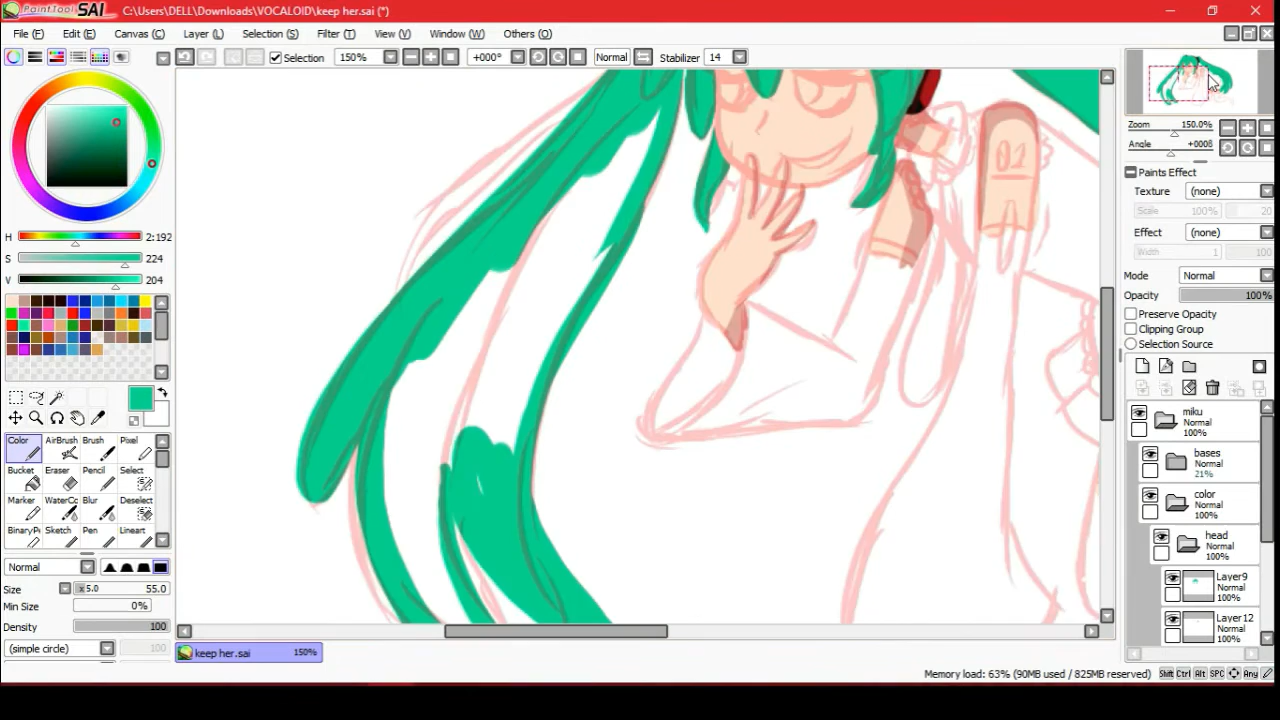 PaintTool SAI C:\Users\DELL\Downloads\VOCALOID\keep her.sai (*)
File (F) Edit (E) Canvas (C) Layer (L) Selection (S) Filter (T) View (V) Window (W) Others (O)
Selection 150% +000° Normal Stabilizer 14
Zoom 150.0%
Angle +0006
Paints Effect
Texture (none)
Scale 100% 20
Effect (none)
Width 1 100
Mode Normal
Opacity 100%
Preserve Opacity
Clipping Group
Selection Source
H 2:192
S 224
V 204
01
Color AirBrush Brush Pixel
Bucket Eraser Pencil Select
Marker WaterCo Blur Deselect
BinaryPe Sketch Pen Lineart
Normal
Size x5.0 55.0
Min Size 0%
Density 100
(simple circle) 100
miku
Normal
100%
bases
Normal
21%
color
Normal
100%
head
Normal
100%
Layer9
Normal
100%
Layer12
Normal
100%
keep her.sai 150%
Memory load: 63% (90MB used / 825MB reserved) Shift Ctrl Alt SPC Any